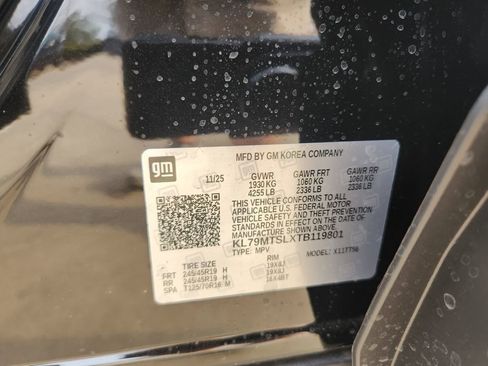 gm
MFD BY GM KOREA COMPANY
11/25 GVWR GAWR FRT GAWR RR
1930 KG 1060 KG 1060 KG
4255 LB 2336 LB 2336 LB
THIS VEHICLE CONFORMS TO ALL
APPLICABLE U.S. FEDERAL MOTOR
VEHICLE SAFETY AND THEFT PREVENTION
STANDARDS IN EFFECT ON THE DATE OF
MANUFACTURE SHOWN ABOVE.
KL79MTSLXTB119801
TYPE: MPV MODEL:
TIRE SIZE RIM
FRT 245/45R19 H 19X8J
RR 245/45R19 H 19X8J
SPA T125/70R16 M 16X4BT